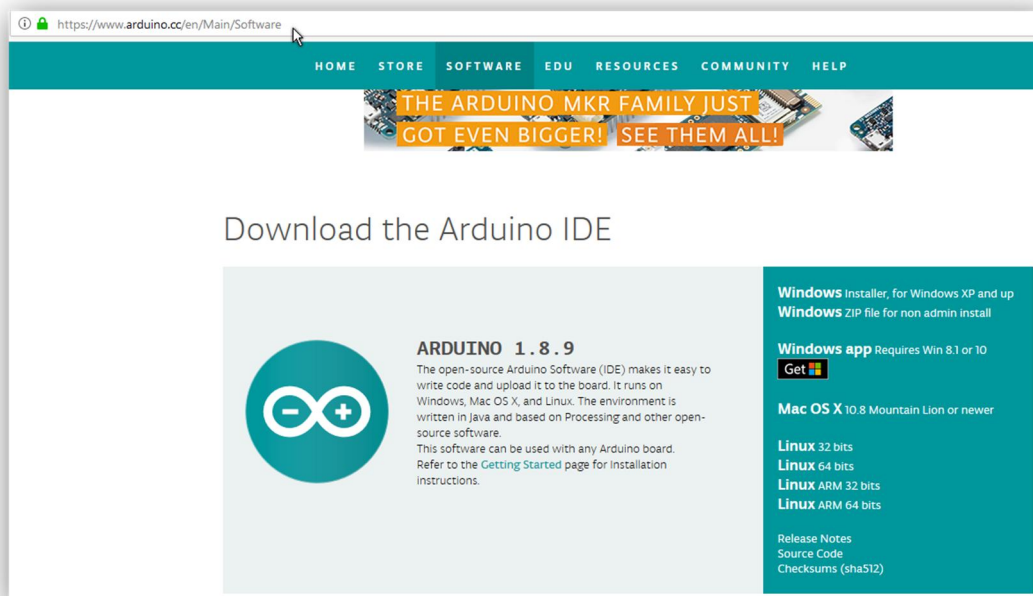 https://www.arduino.cc/en/Main/Software
HOME STORE SOFTWARE EDU RESOURCES COMMUNITY HELP
THE ARDUINO MKR FAMILY JUST
GOT EVEN BIGGER! SEE THEM ALL!
Download the Arduino IDE
ARDUINO 1.8.9
The open-source Arduino Software (IDE) makes it easy to
write code and upload it to the board. It runs on
Windows, Mac OS X, and Linux. The environment is
written in Java and based on Processing and other open-
source software.
This software can be used with any Arduino board.
Refer to the Getting Started page for Installation
instructions.
Windows Installer, for Windows XP and up
Windows ZIP file for non admin install
Windows app Requires Win 8.1 or 10
Get
Mac OS X 10.8 Mountain Lion or newer
Linux 32 bits
Linux 64 bits
Linux ARM 32 bits
Linux ARM 64 bits
Release Notes
Source Code
Checksums (sha512)